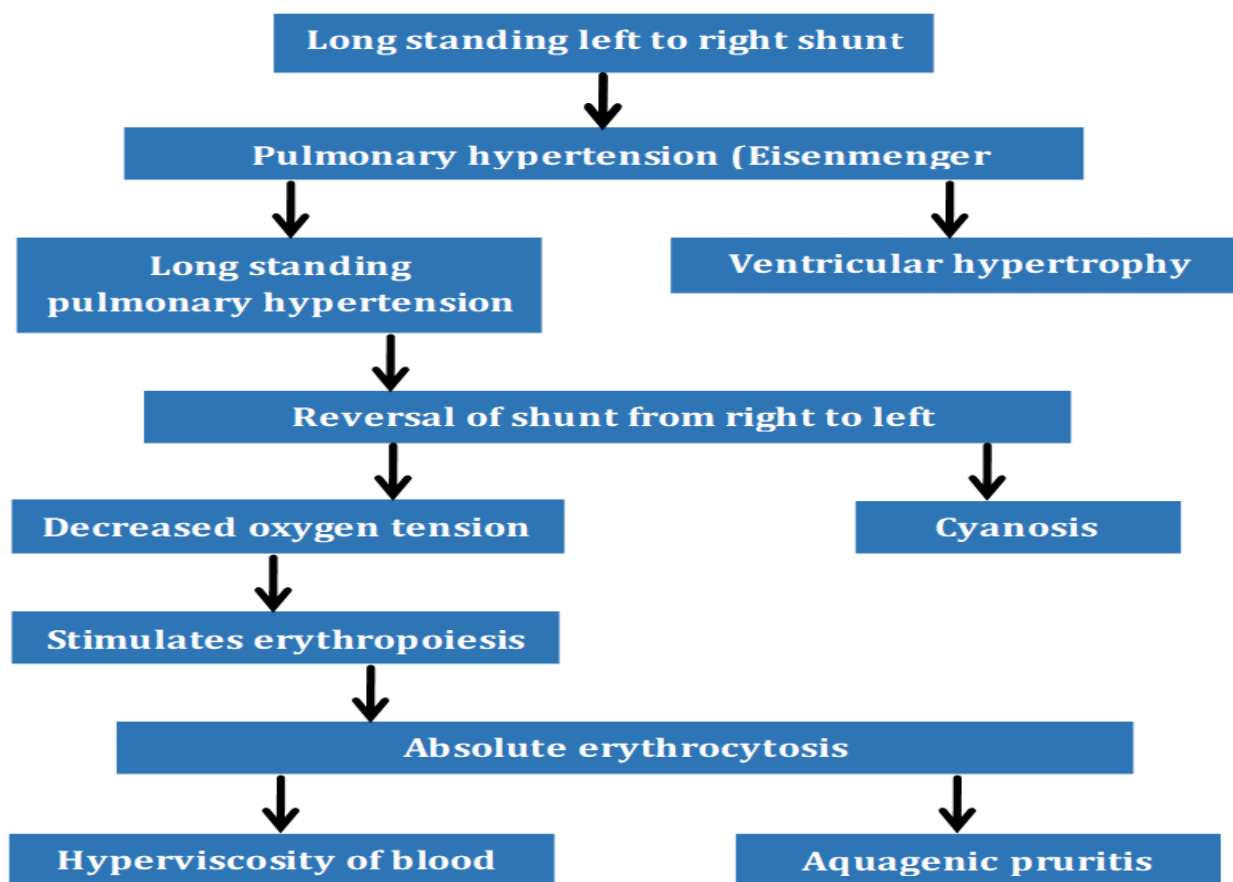 Long standing left to right shunt
Pulmonary hypertension (Eisenmenger
Long standing
pulmonary hypertension
Ventricular hypertrophy
Reversal of shunt from right to left
Decreased oxygen tension
Cyanosis
Stimulates erythropoiesis
Absolute erythrocytosis
Hyperviscosity of blood
Aquagenic pruritis